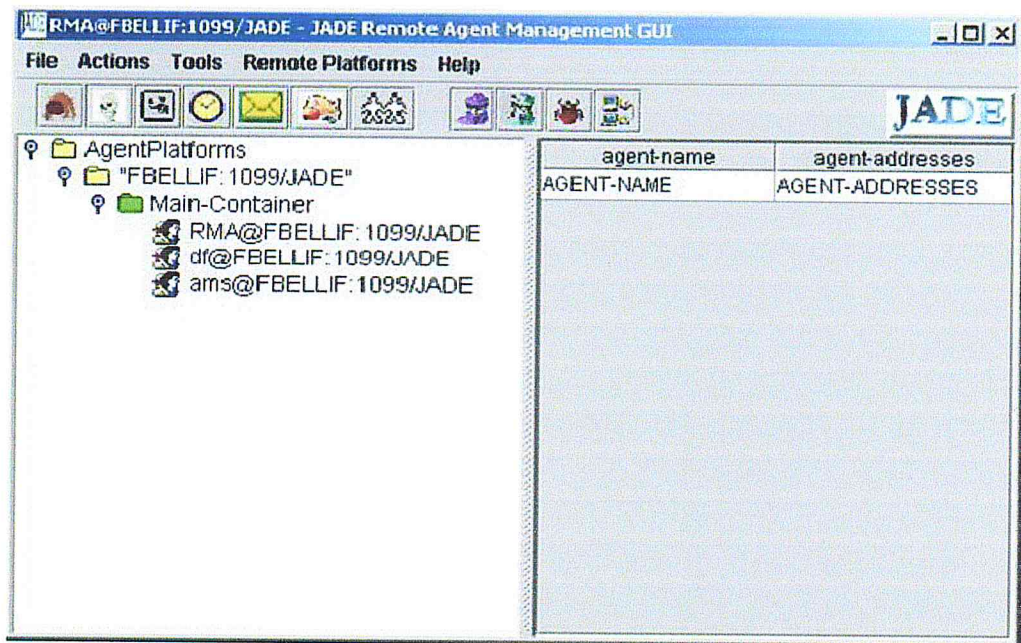 RMA@FBELLIF:1099/JADE - JADE Remote Agent Management GUI
File Actions Tools Remote Platforms Help
JADE
AgentPlatforms
"FBELLIF:1099/JADE"
Main-Container
RMA@FBELLIF:1099/JADE
df@FBELLIF:1099/JADE
ams@FBELLIF:1099/JADE
agent-name agent-addresses
AGENT-NAME AGENT-ADDRESSES